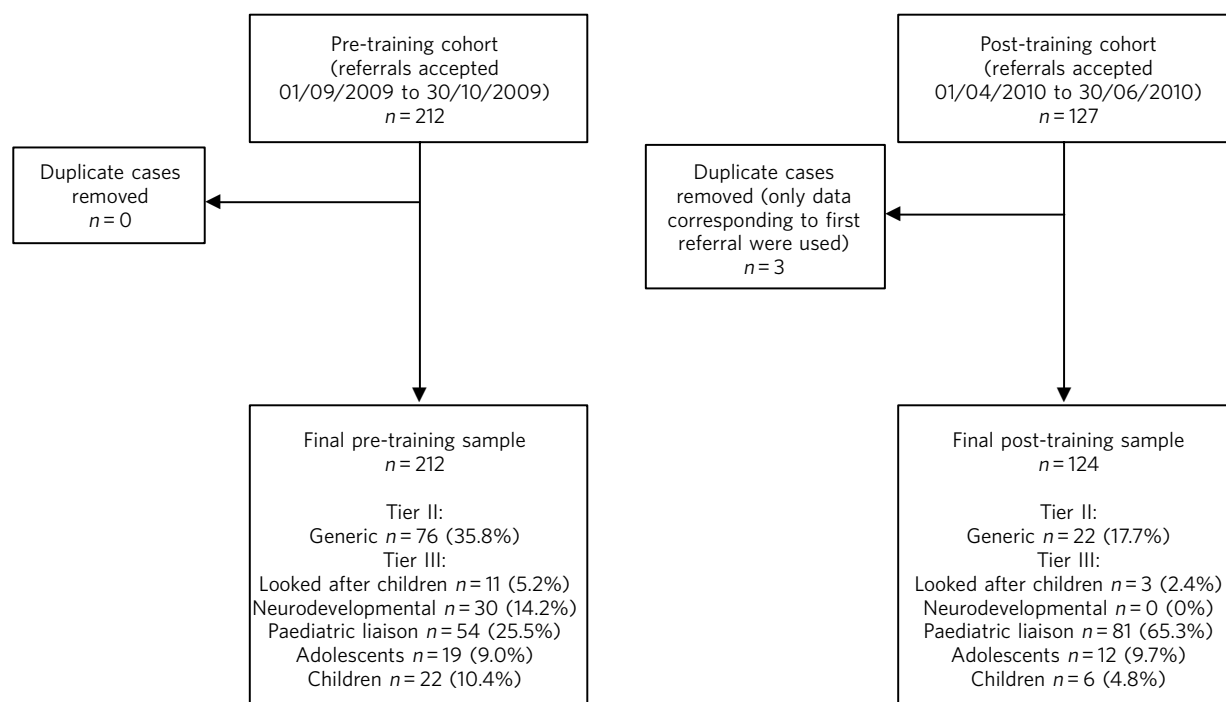 Pre-training cohort
(referrals accepted
01/09/2009 to 30/10/2009)
n = 212
Duplicate cases
removed
n = 0
Final pre-training sample
n = 212
Tier II:
Generic n = 76 (35.8%)
Tier III:
Looked after children n = 11 (5.2%)
Neurodevelopmental n = 30 (14.2%)
Paediatric liaison n = 54 (25.5%)
Adolescents n = 19 (9.0%)
Children n = 22 (10.4%)
Post-training cohort
(referrals accepted
01/04/2010 to 30/06/2010)
n = 127
Duplicate cases
removed (only data
corresponding to first
referral were used)
n = 3
Final post-training sample
n = 124
Tier II:
Generic n = 22 (17.7%)
Tier III:
Looked after children n = 3 (2.4%)
Neurodevelopmental n = 0 (0%)
Paediatric liaison n = 81 (65.3%)
Adolescents n = 12 (9.7%)
Children n = 6 (4.8%)